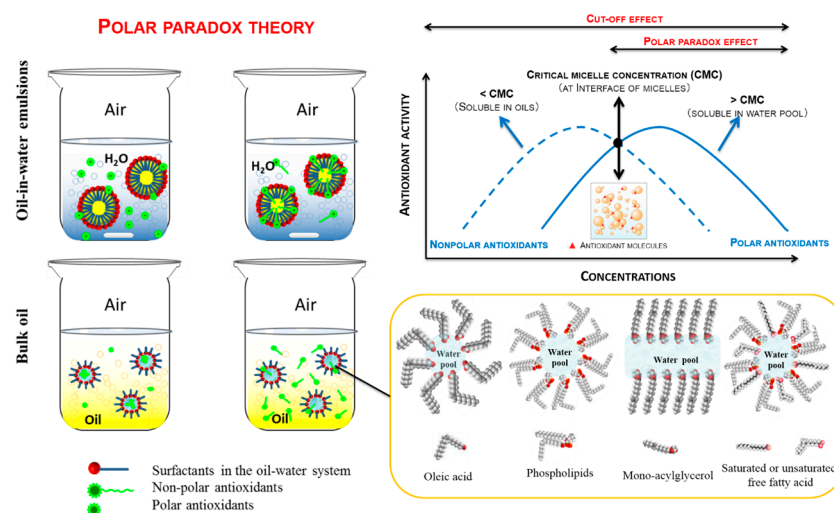 POLAR PARADOX THEORY
Oil-in-water emulsions
Air
H2O
Air
H2O
Bulk oil
Air
Oil
Air
Oil
Surfactants in the oil-water system
Non-polar antioxidants
Polar antioxidants
CUT-OFF EFFECT
POLAR PARADOX EFFECT
CRITICAL MICELLE CONCENTRATION (CMC)
(AT INTERFACE OF MICELLES)
< CMC
(SOLUBLE IN OILS)
> CMC
(SOLUBLE IN WATER POOL)
ANTIOXIDANT ACTIVITY
NONPOLAR ANTIOXIDANTS
ANTIOXIDANT MOLECULES
POLAR ANTIOXIDANTS
CONCENTRATIONS
Water
pool
Water
pool
Water
pool
Water
pool
Oleic acid
Phospholipids
Mono-acylglycerol
Saturated or unsaturated
free fatty acid